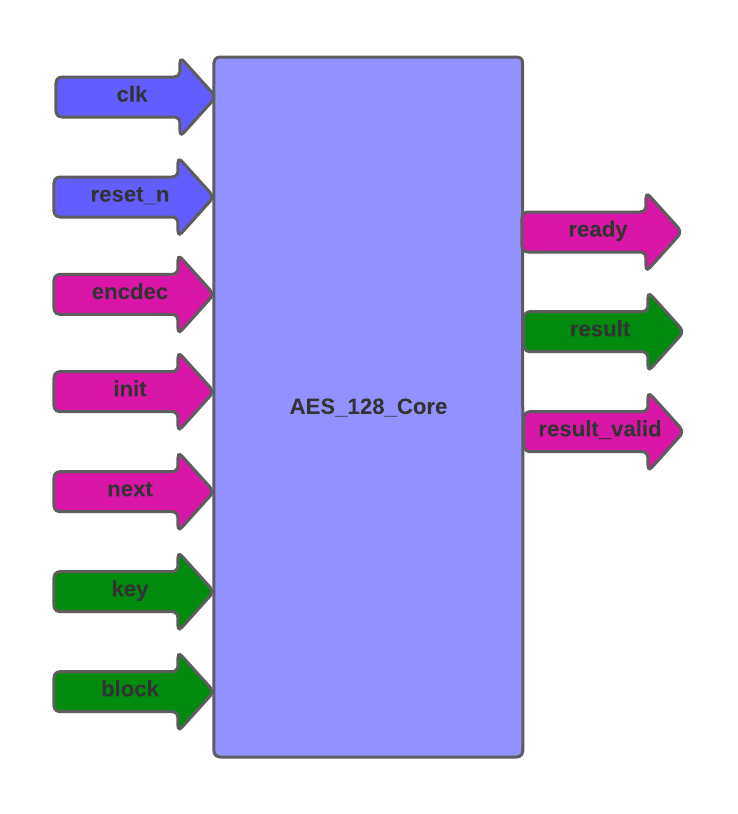 clk
reset_n
encdec
init
next
key
block
AES_128_Core
ready
result
result_valid